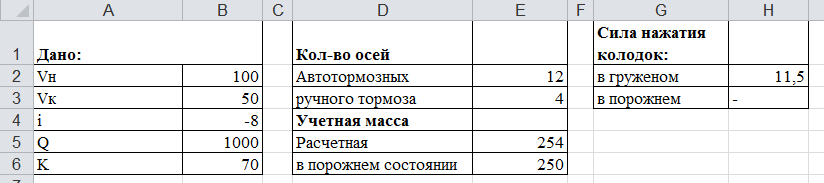 A B C D E F G H
1 Дано: Кол-во осей Сила нажатия
колодок:
2 Vн 100 Автотормозных 12 в груженом 11,5
3 Vк 50 ручного тормоза 4 в порожнем -
4 i -8 Учетная масса
5 Q 1000 Расчетная 254
6 K 70 в порожнем состоянии 250